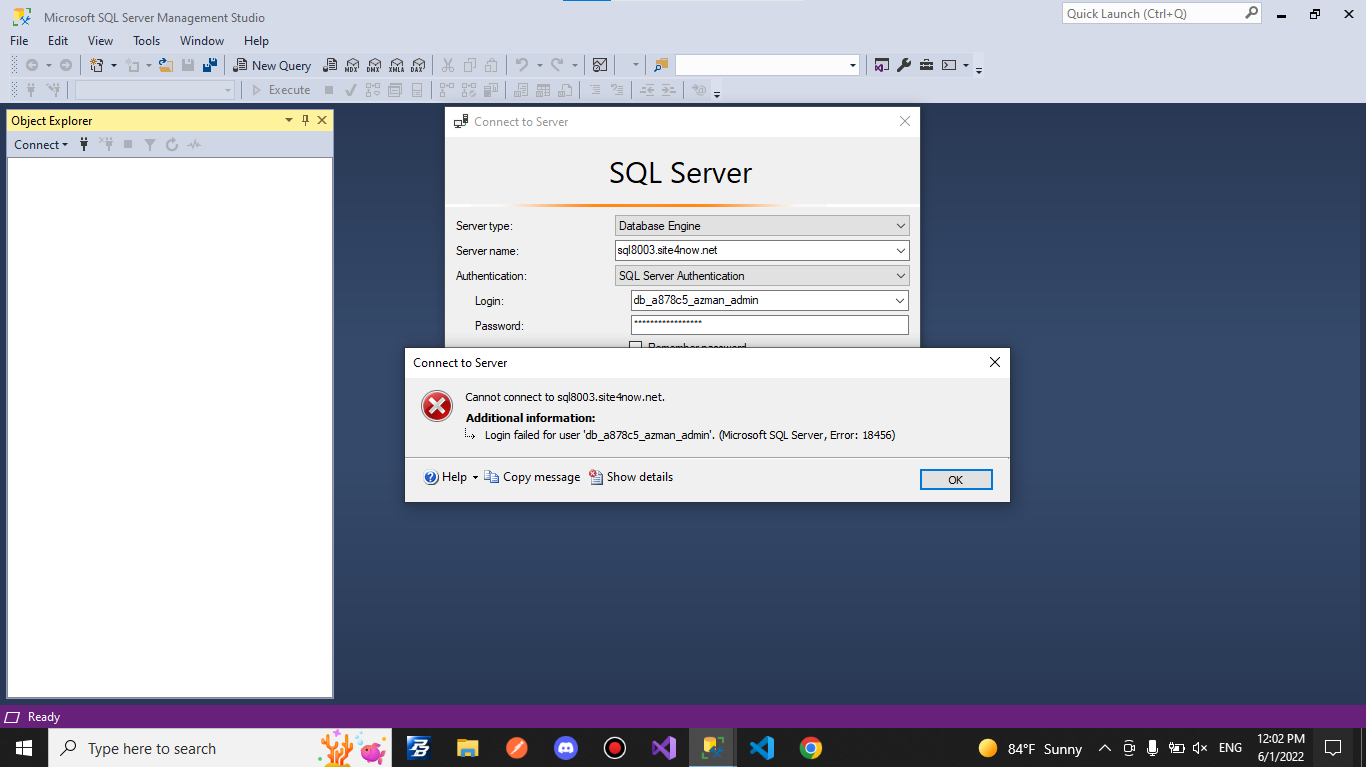 Microsoft SQL Server Management Studio
Quick Launch (Ctrl+Q)
File Edit View Tools Window Help
New Query MDX DMX XMLA DAX
Execute
Object Explorer
Connect
Connect to Server
SQL Server
Server type: Database Engine
Server name: sql8003.site4now.net
Authentication: SQL Server Authentication
Login: db_a878c5_azman_admin
Password: *****************
Remember password
Connect to Server
Cannot connect to sql8003.site4now.net.
Additional information:
Login failed for user 'db_a878c5_azman_admin'. (Microsoft SQL Server, Error: 18456)
Help Copy message Show details OK
Ready
Type here to search
84°F Sunny ENG
12:02 PM
6/1/2022